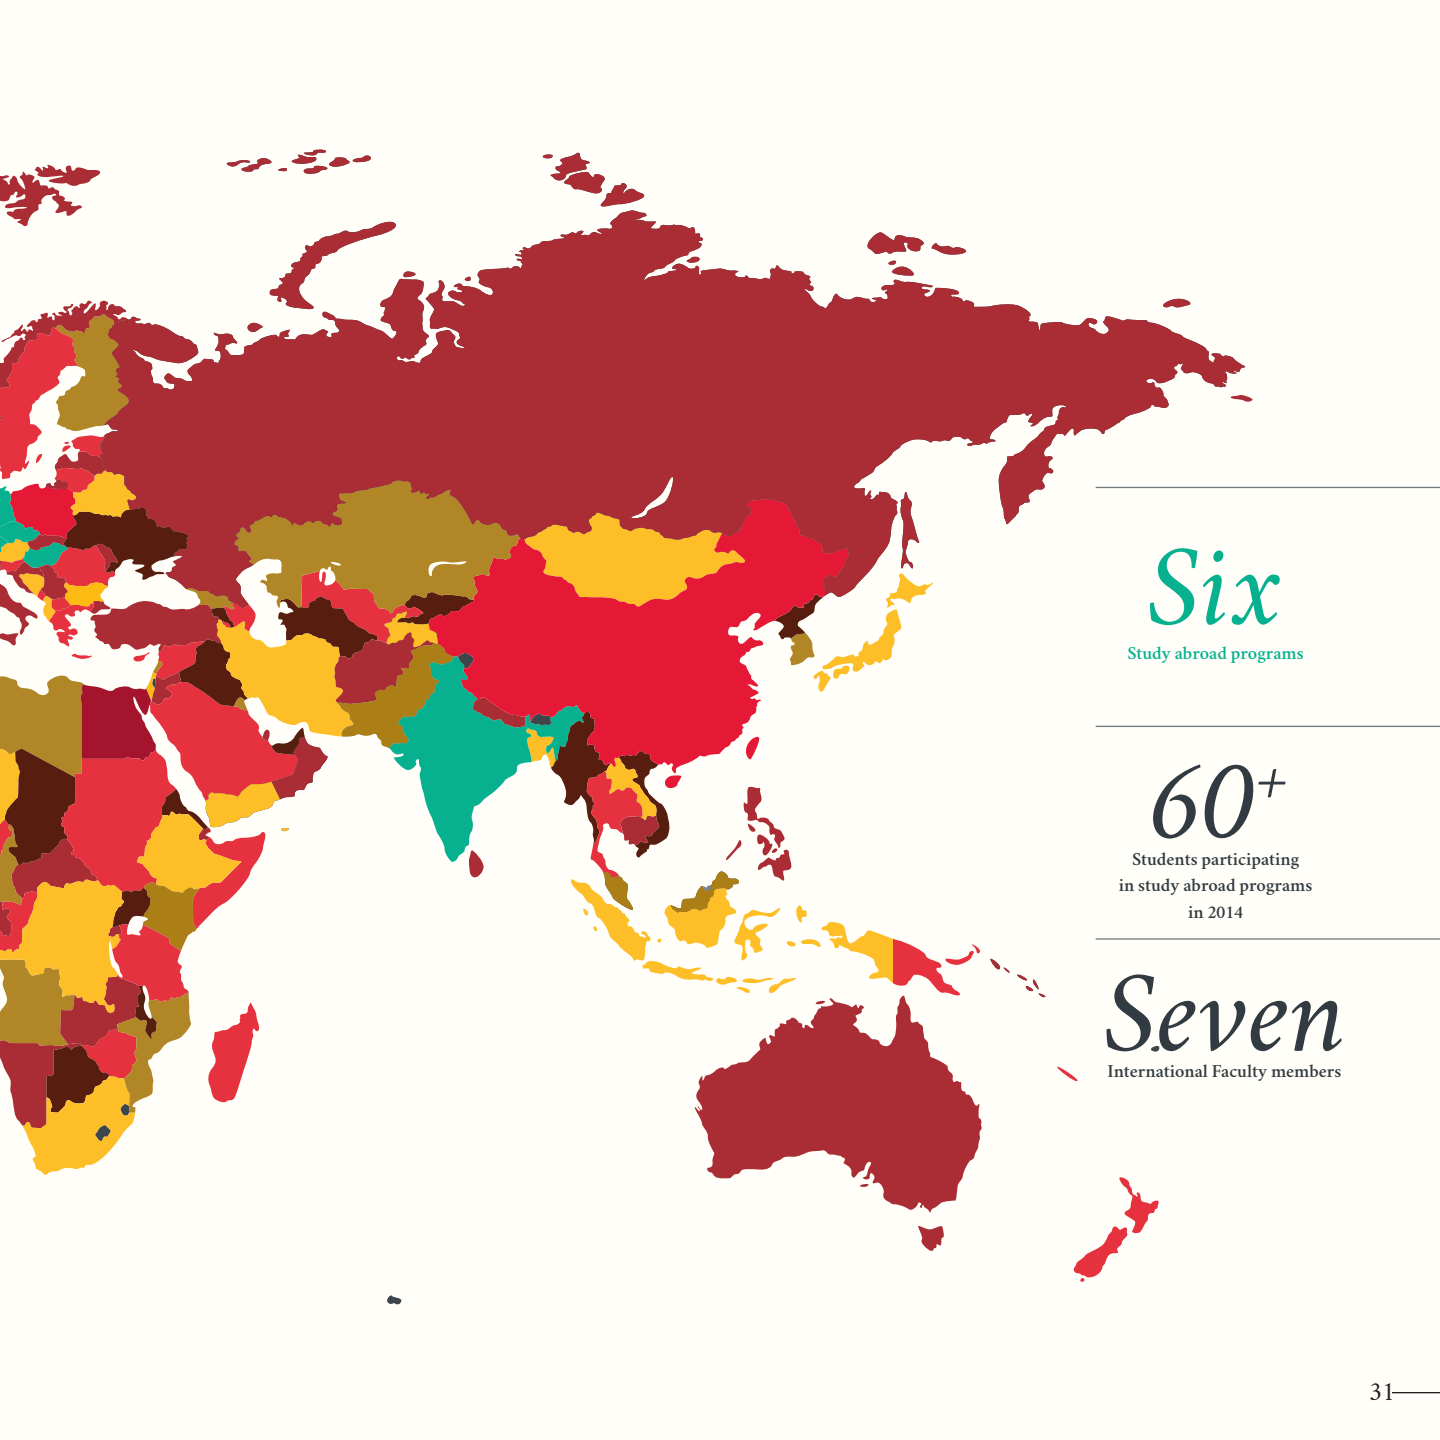 Six
Study abroad programs
60+
Students participating
in study abroad programs
in 2014
Seven
International Faculty members
31